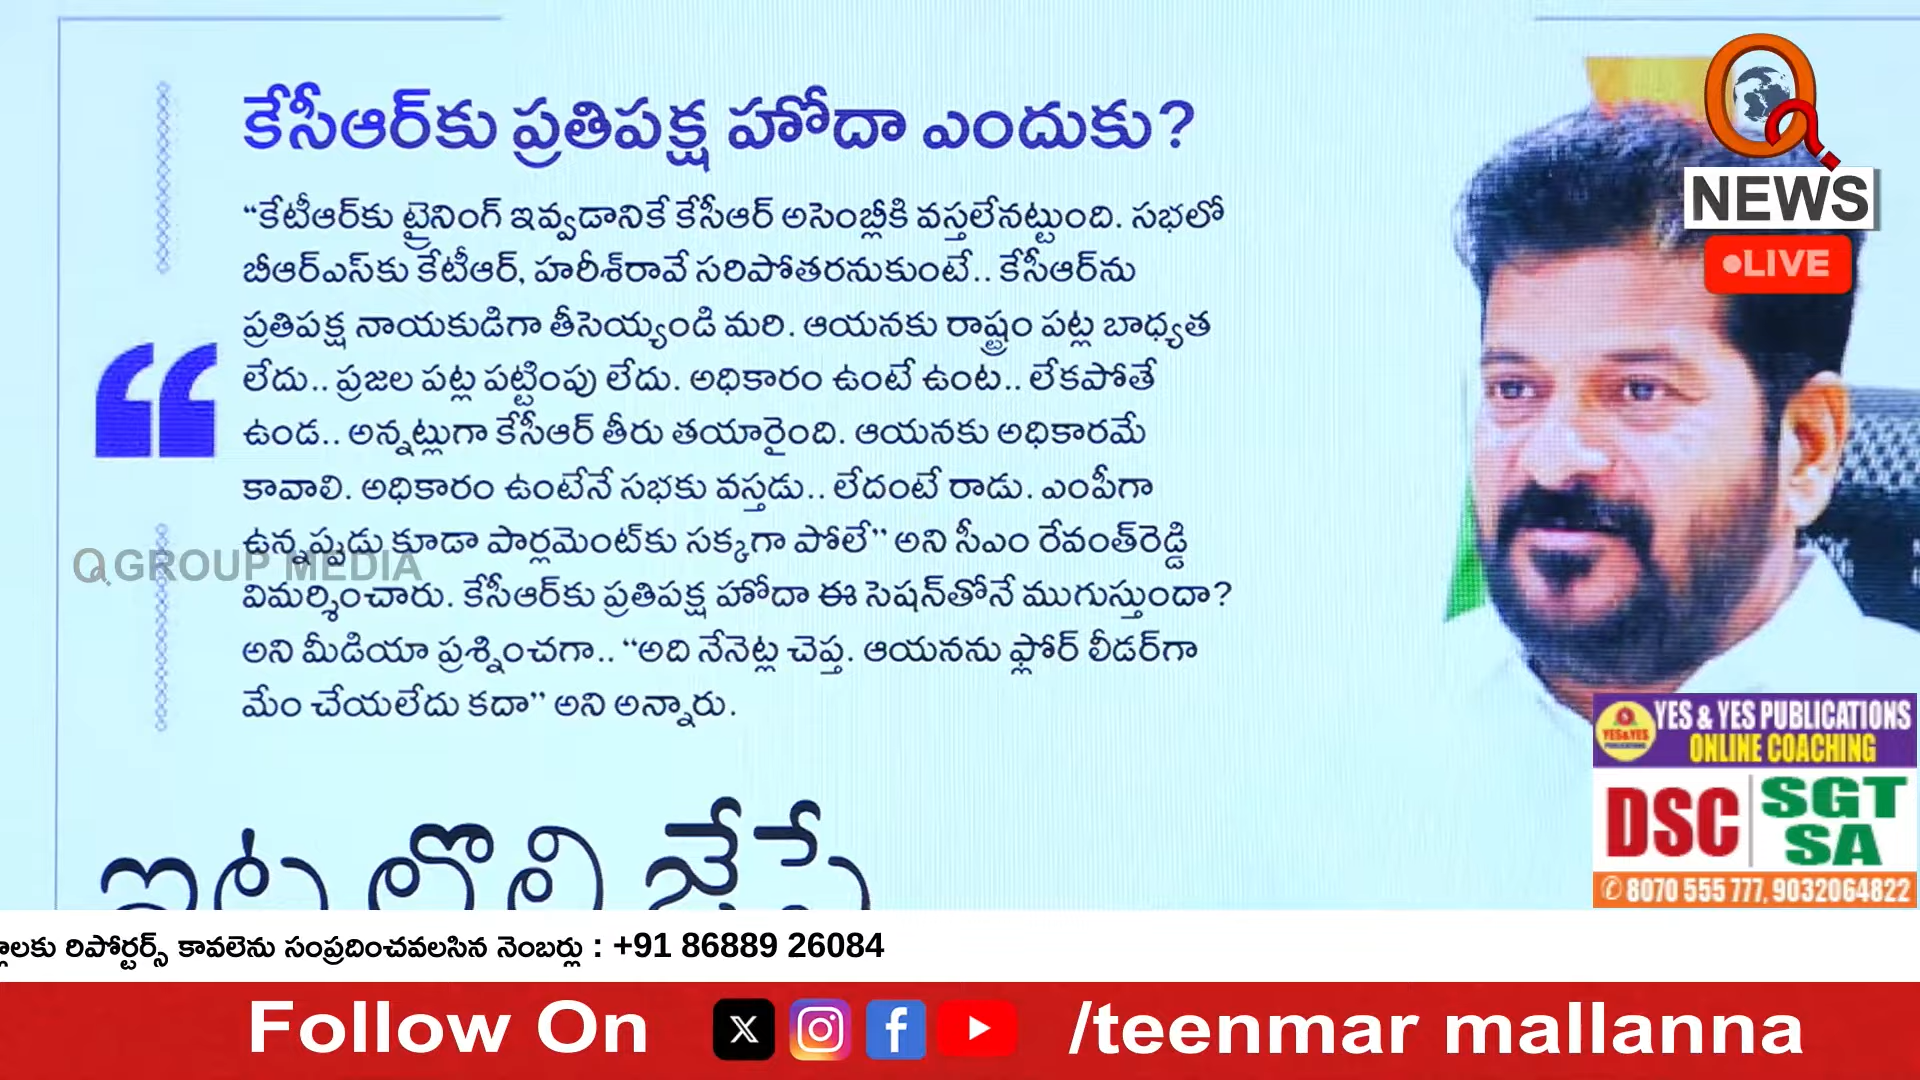 కేసీఆర్‌కు ప్రతిపక్ష హోదా ఎందుకు?
“కేటీఆర్‌కు ట్రైనింగ్ ఇవ్వడానికే కేసీఆర్ అసెంబ్లీకి వస్తలేనట్టుంది. సభలో
బీఆర్ఎస్‌కు కేటీఆర్, హరీశ్‌రావే సరిపోతరనుకుంటే.. కేసీఆర్‌ను
ప్రతిపక్ష నాయకుడిగా తీసెయ్యండి మరి. ఆయనకు రాష్ట్రం పట్ల బాధ్యత
లేదు.. ప్రజల పట్ల పట్టింపు లేదు. అధికారం ఉంటే ఉంట.. లేకపోతే
ఉండ.. అన్నట్లుగా కేసీఆర్ తీరు తయారైంది. ఆయనకు అధికారమే
కావాలి. అధికారం ఉంటేనే సభకు వస్తడు.. లేదంటే రాడు. ఎంపీగా
ఉన్నప్పుడు కూడా పార్లమెంట్‌కు సక్కగా పోలే” అని సీఎం రేవంత్‌రెడ్డి
విమర్శించారు. కేసీఆర్‌కు ప్రతిపక్ష హోదా ఈ సెషన్‌తోనే ముగుస్తుందా?
అని మీడియా ప్రశ్నించగా.. “అది నేనెట్ల చెప్త. ఆయనను ఫ్లోర్ లీడర్‌గా
మేం చేయలేదు కదా” అని అన్నారు.
Q GROUP MEDIA
Q
NEWS
LIVE
YES & YES PUBLICATIONS
ONLINE COACHING
YES&YES
DSC
SGT
SA
8070 555 777, 9032064822
రిపోర్టర్స్ కావలెను సంప్రదించవలసిన నెంబర్లు : +91 86889 26084
Follow On /teenmar mallanna